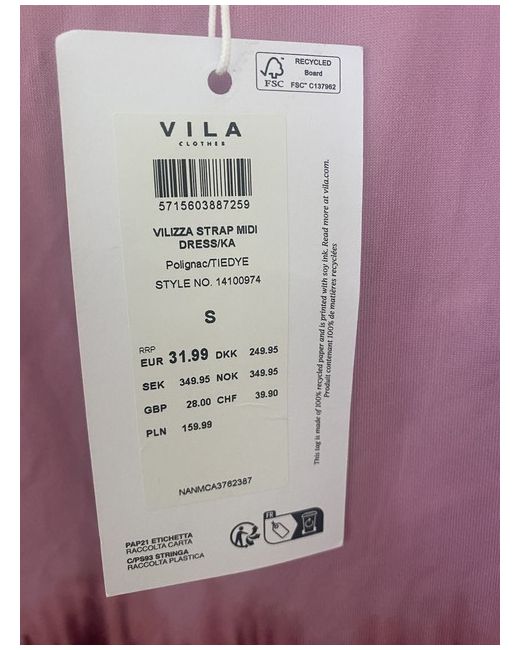 FSC
RECYCLED
Board
FSC™ C137962
VILA
CLOTHES
5715603887259
VILIZZA STRAP MIDI
DRESS/KA
Polignac/TIEDYE
STYLE NO. 14100974
S
RRP
EUR 31.99 DKK 249.95
SEK 349.95 NOK 349.95
GBP 28.00 CHF 39.90
PLN 159.99
NANMCA3762387
This tag is made of 100% recycled paper and is printed with soy ink. Read more at vila.com.
Produit contenant 100% de matières recyclées
FR
PAP21 ETICHETTA
RACCOLTA CARTA
C/PS93 STRINGA
RACCOLTA PLASTICA